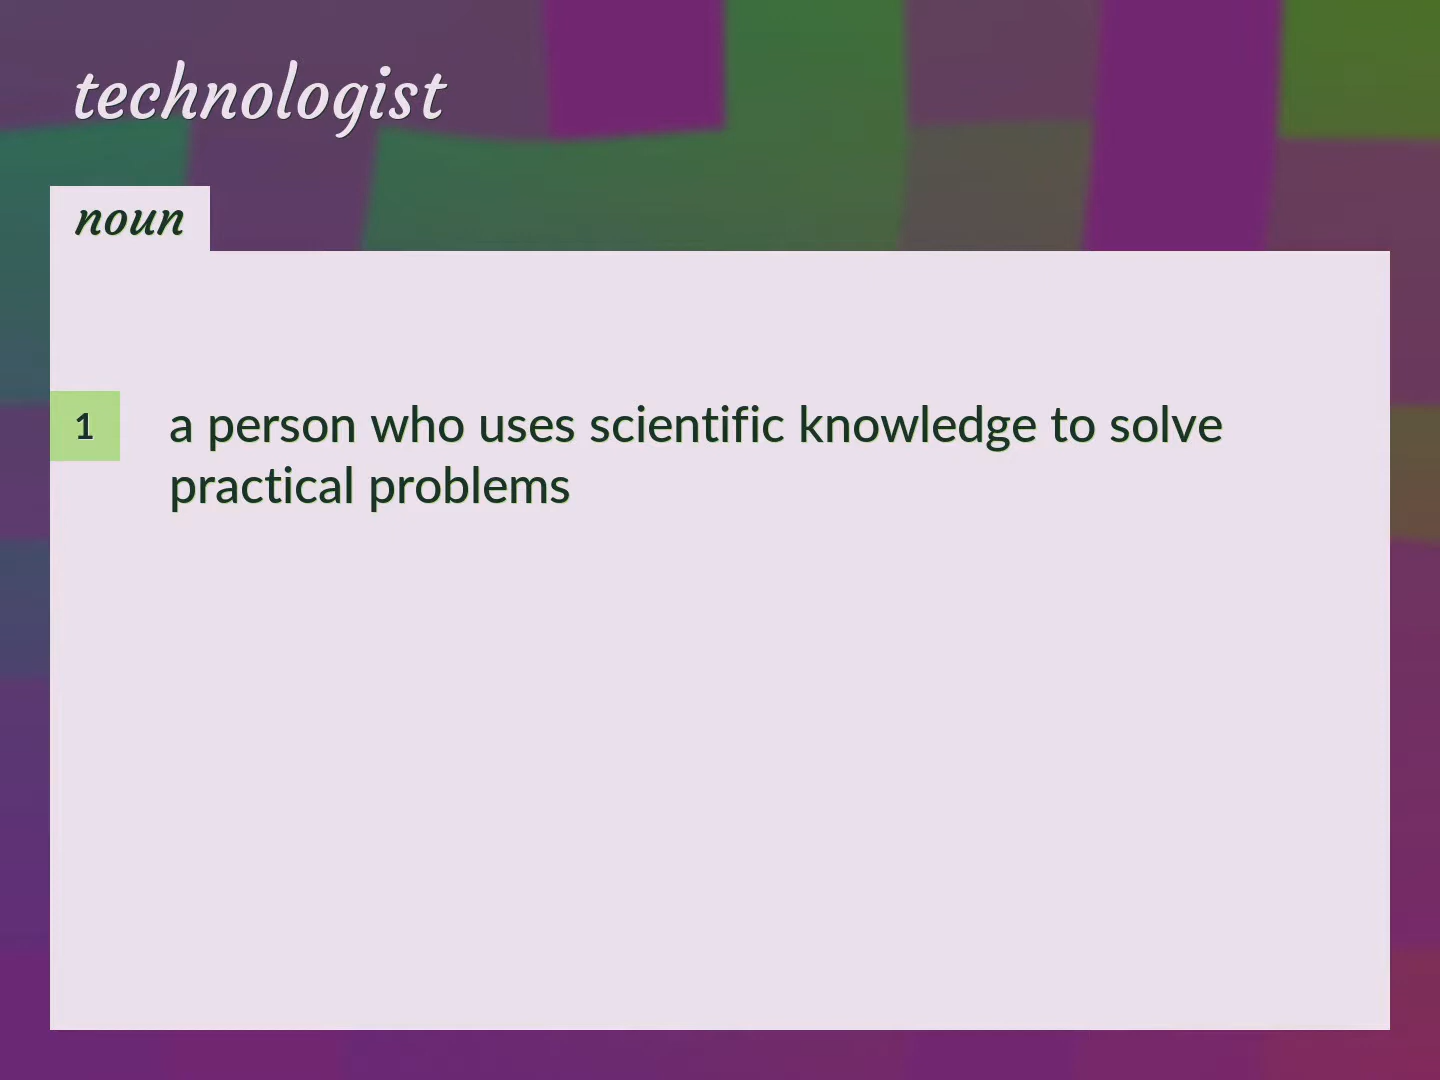 technologist
noun
1 a person who uses scientific knowledge to solve
practical problems